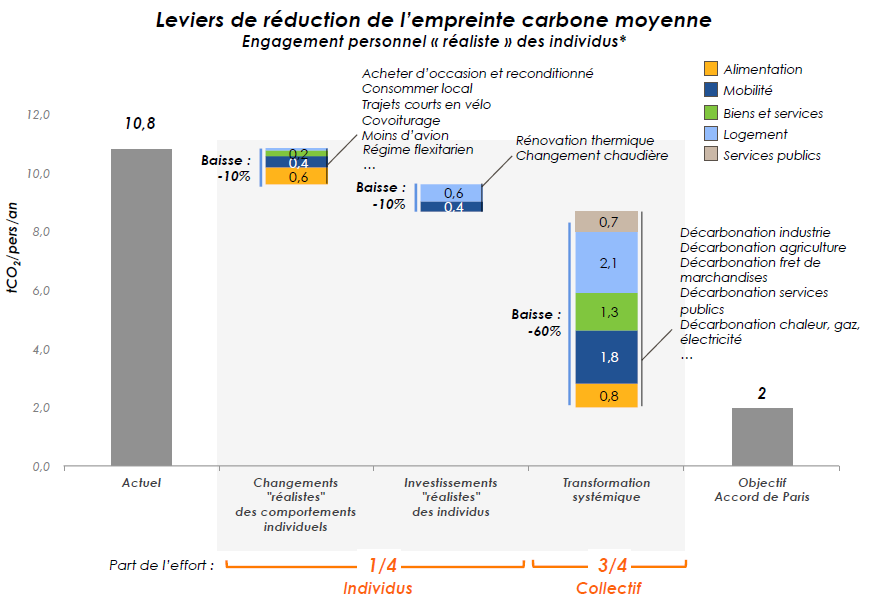 Leviers de réduction de l'empreinte carbone moyenne
Engagement personnel « réaliste » des individus*
Alimentation
Mobilité
Biens et services
Logement
Services publics
tCO2/pers/an
12,0
10,0
8,0
6,0
4,0
2,0
0,0
10,8
Baisse :
-10%
0,2
0,4
0,6
Acheter d'occasion et reconditionné
Consommer local
Trajets courts en vélo
Covoiturage
Moins d'avion
Régime flexitarien
...
Baisse :
-10%
0,6
0,4
Rénovation thermique
Changement chaudière
Baisse :
-60%
0,7
2,1
1,3
1,8
0,8
Décarbonation industrie
Décarbonation agriculture
Décarbonation fret de
marchandises
Décarbonation services
publics
Décarbonation chaleur, gaz,
électricité
...
2
Actuel
Changements
"réalistes"
des comportements
individuels
Investissements
"réalistes"
des individus
Transformation
systémique
Objectif
Accord de Paris
Part de l'effort :
1/4
Individus
3/4
Collectif